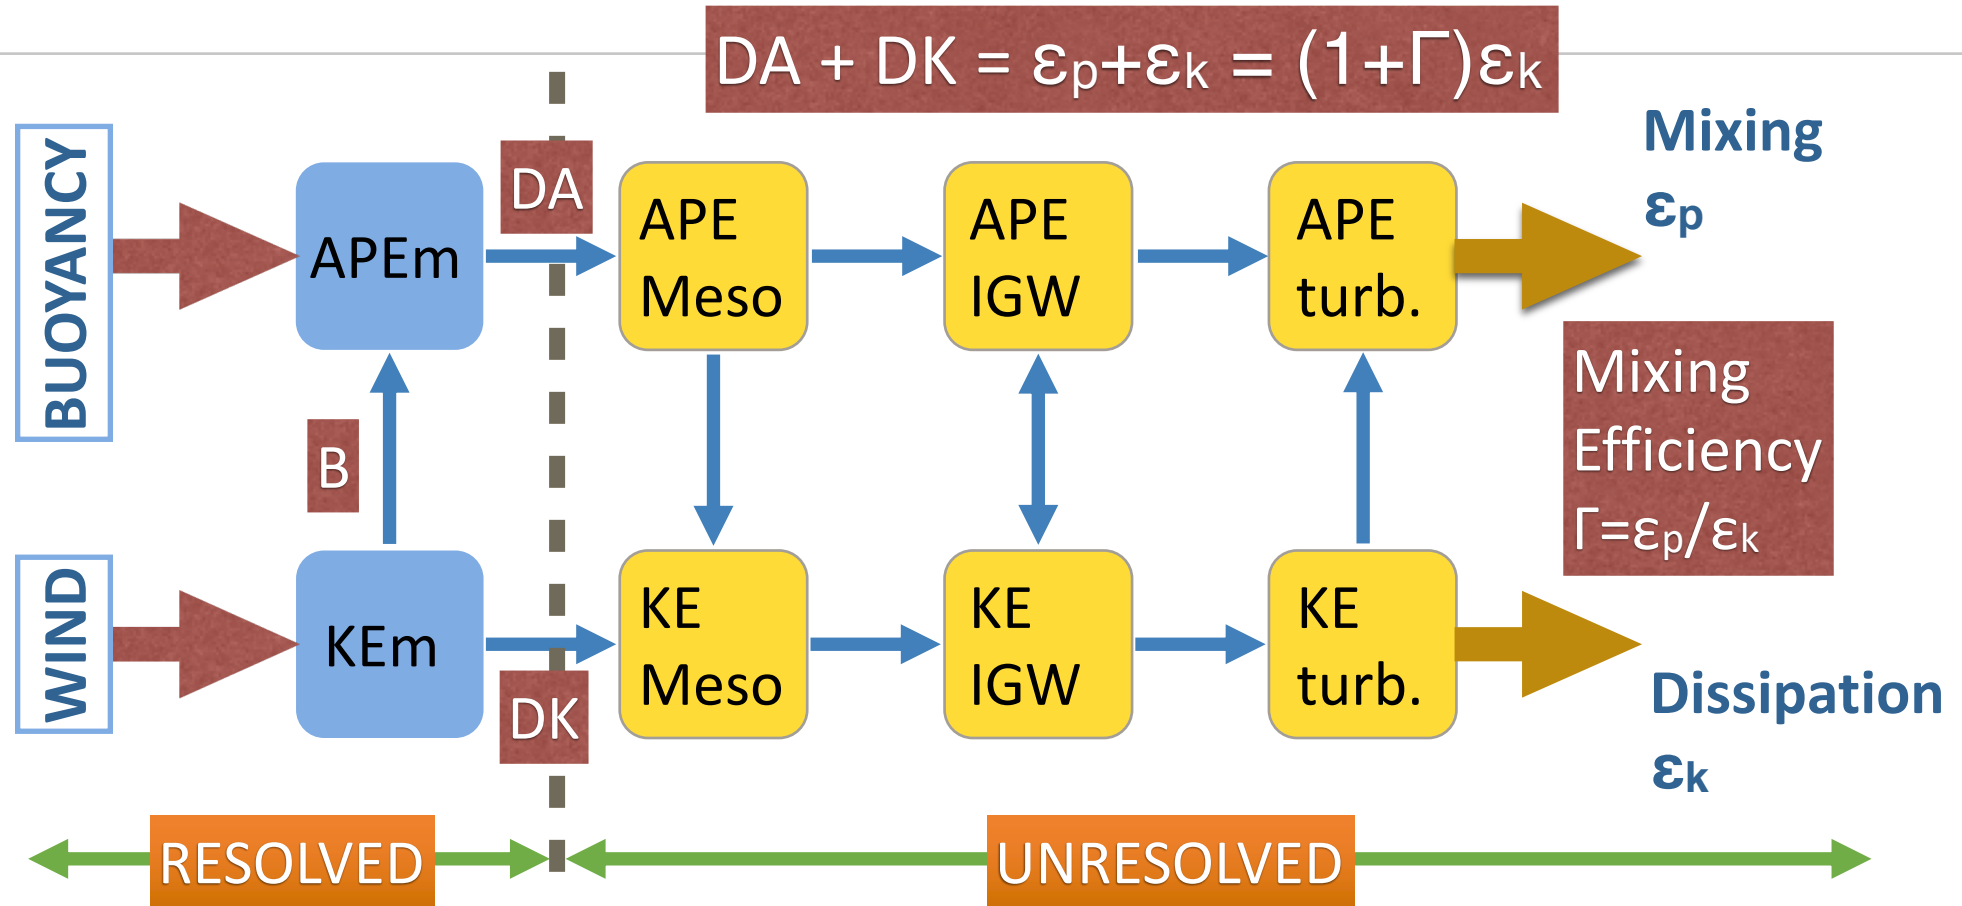 DA + DK = εp+εk = (1+Γ)εk
BUOYANCY
APEm
DA
APE
Meso
APE
IGW
APE
turb.
Mixing
εp
B
Mixing
Efficiency
Γ=εp/εk
WIND
KEm
DK
KE
Meso
KE
IGW
KE
turb.
Dissipation
εk
RESOLVED
UNRESOLVED